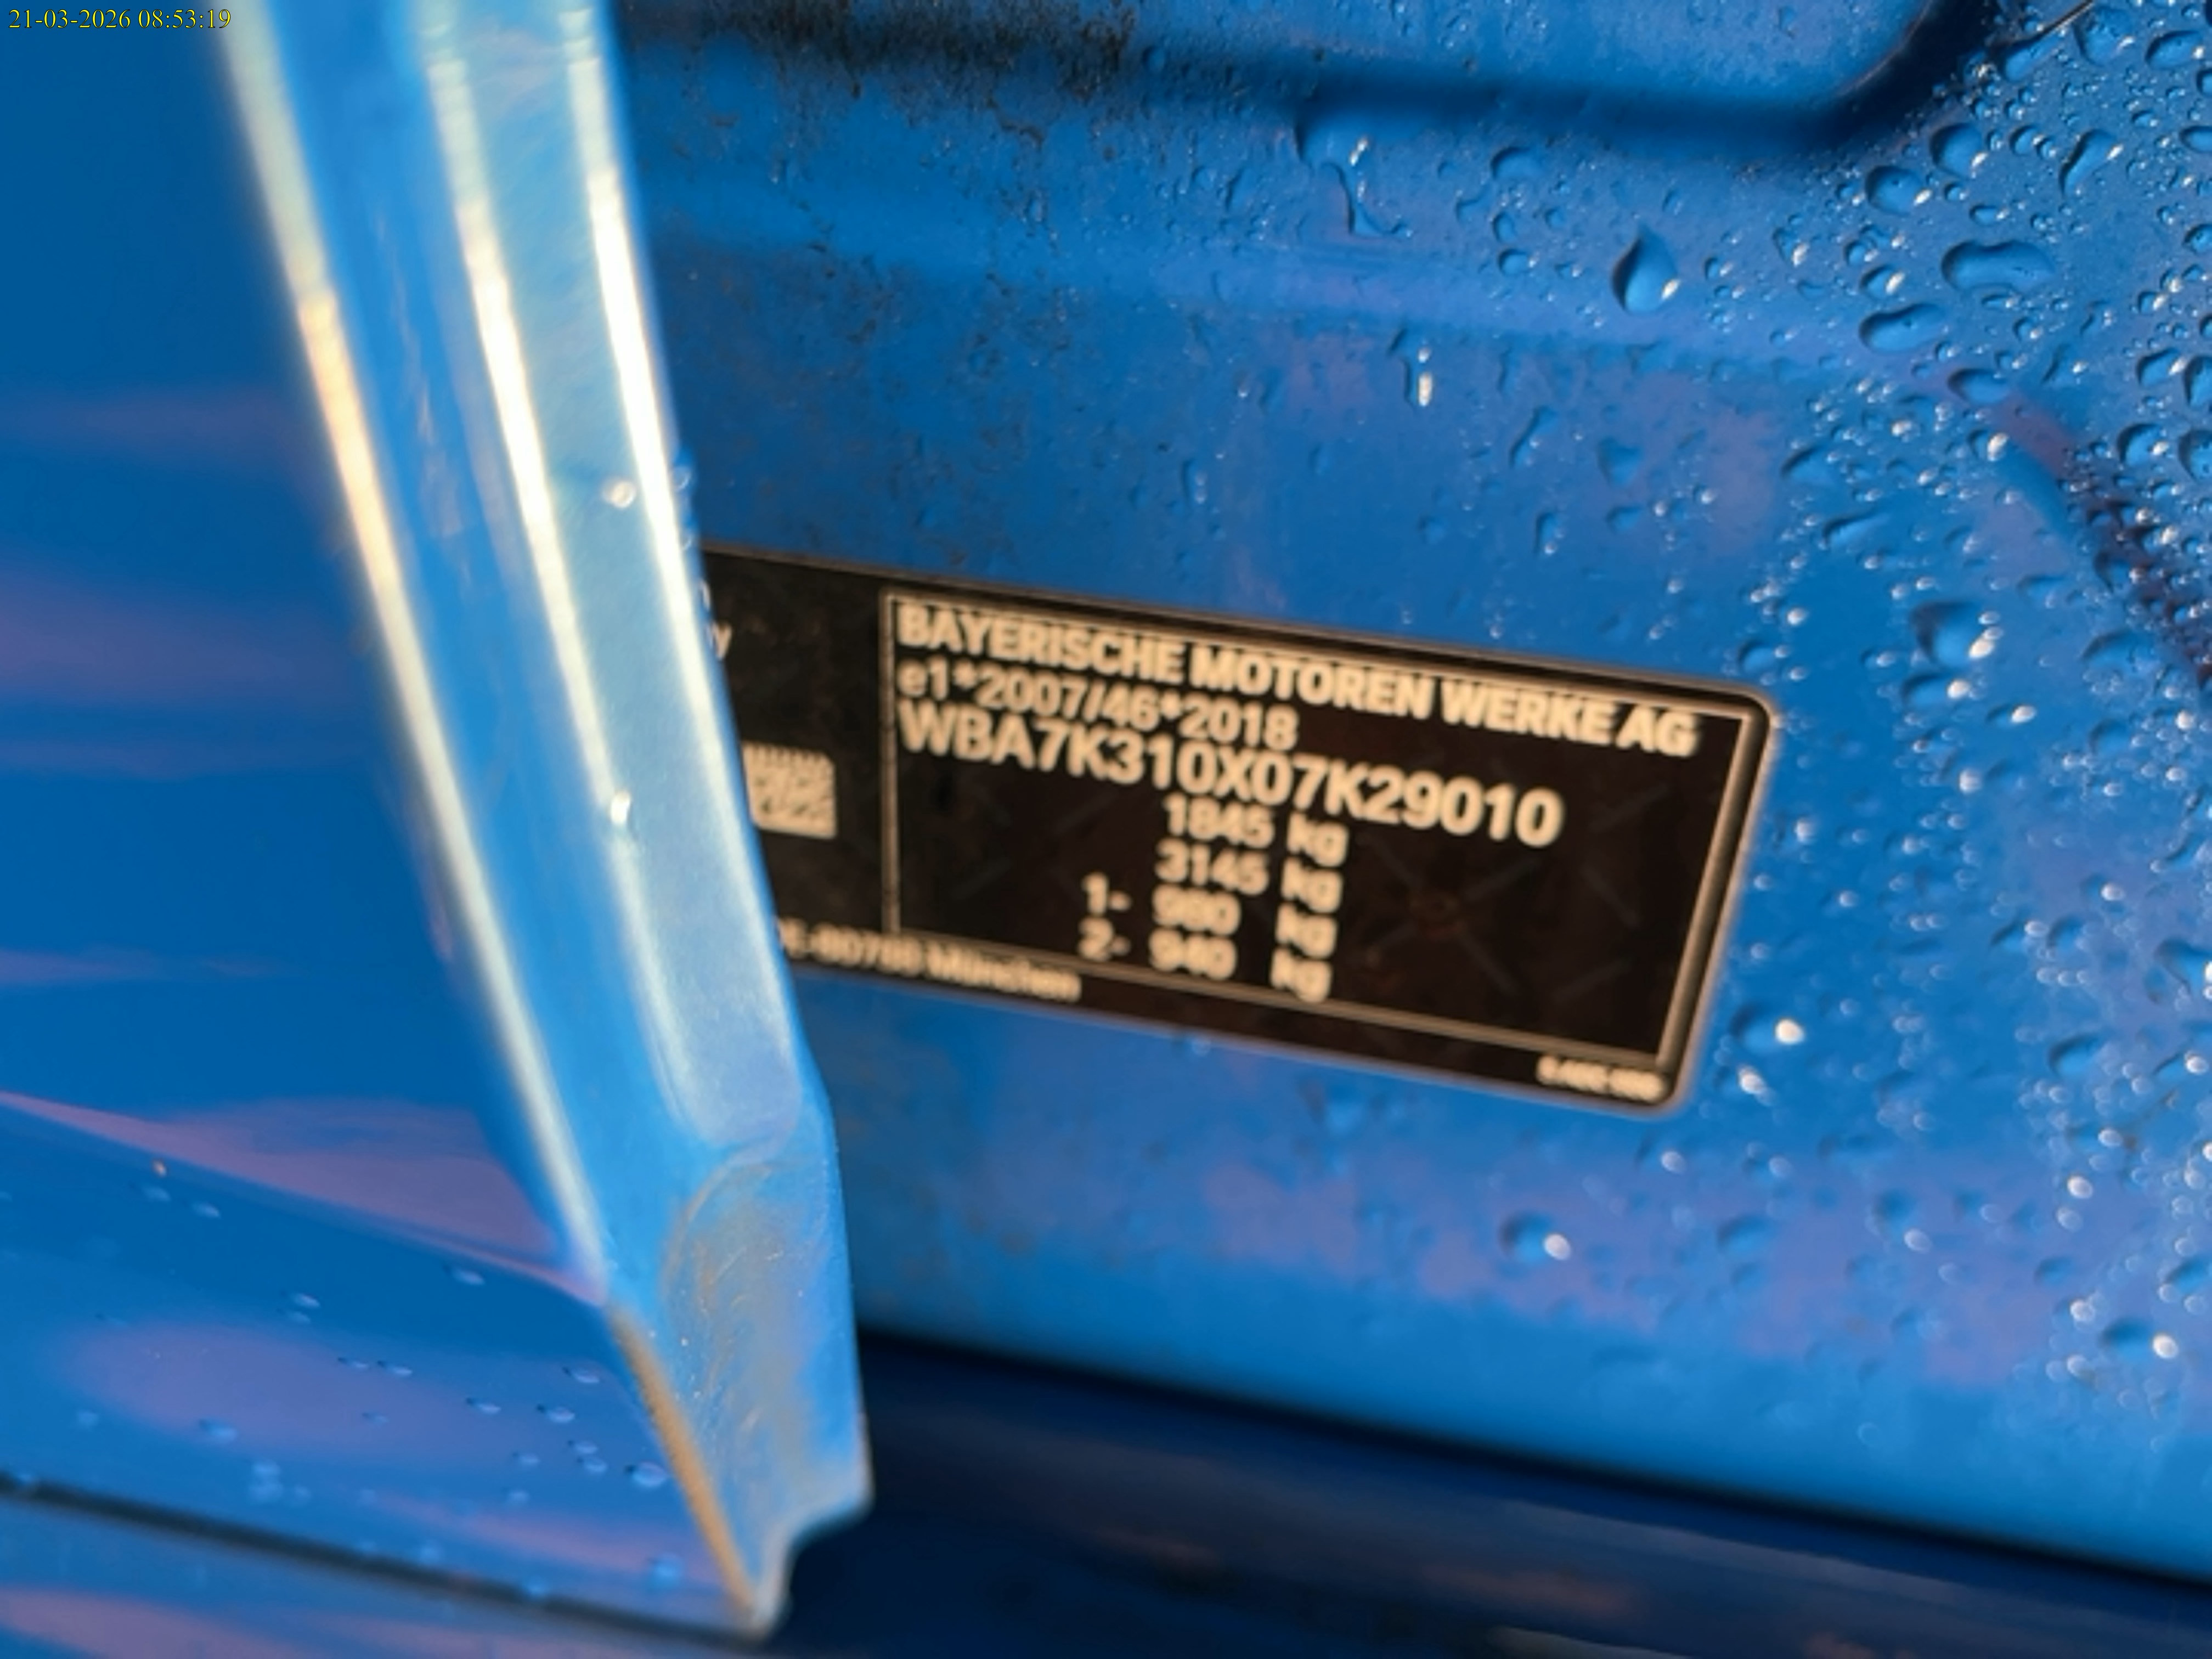 21-03-2026 08:53:19
BAYERISCHE MOTOREN WERKE AG
e1*2007/46*2018
WBA7K310X07K29010
1845 kg
3145 kg
1- 980 kg
2- 940 kg
München